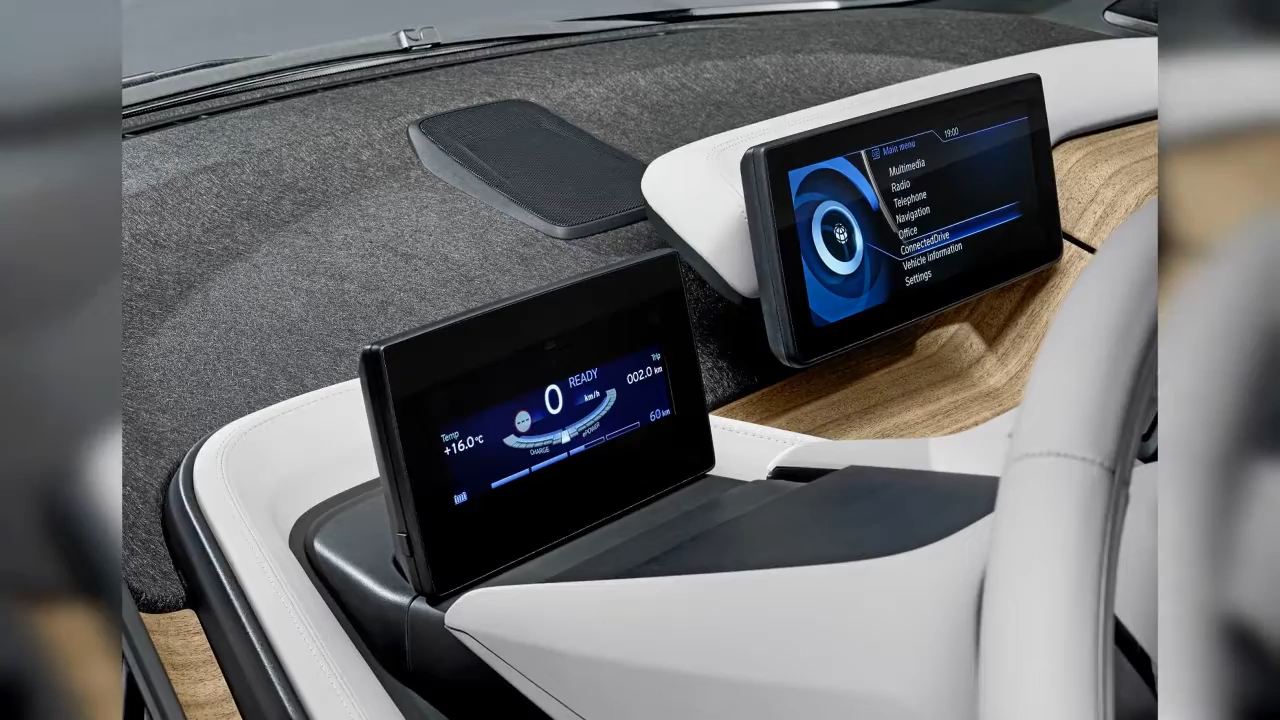 19:00
Main menu
Multimedia
Radio
Telephone
Navigation
Office
ConnectedDrive
Vehicle information
Settings
Trip
002.0 km
READY
0
km/h
Temp
+16.0 °C
CHARGE
ePOWER
60 km